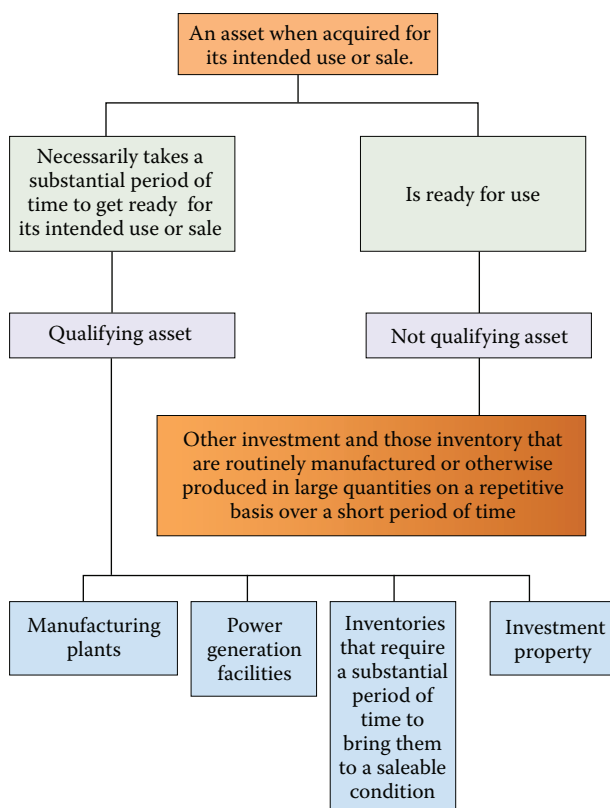 An asset when acquired for
its intended use or sale.
Necessarily takes a
substantial period of
time to get ready for
its intended use or sale
Is ready for use
Qualifying asset
Not qualifying asset
Other investment and those inventory that
are routinely manufactured or otherwise
produced in large quantities on a repetitive
basis over a short period of time
Manufacturing
plants
Power
generation
facilities
Inventories
that require
a substantial
period of
time to
bring them
to a saleable
condition
Investment
property